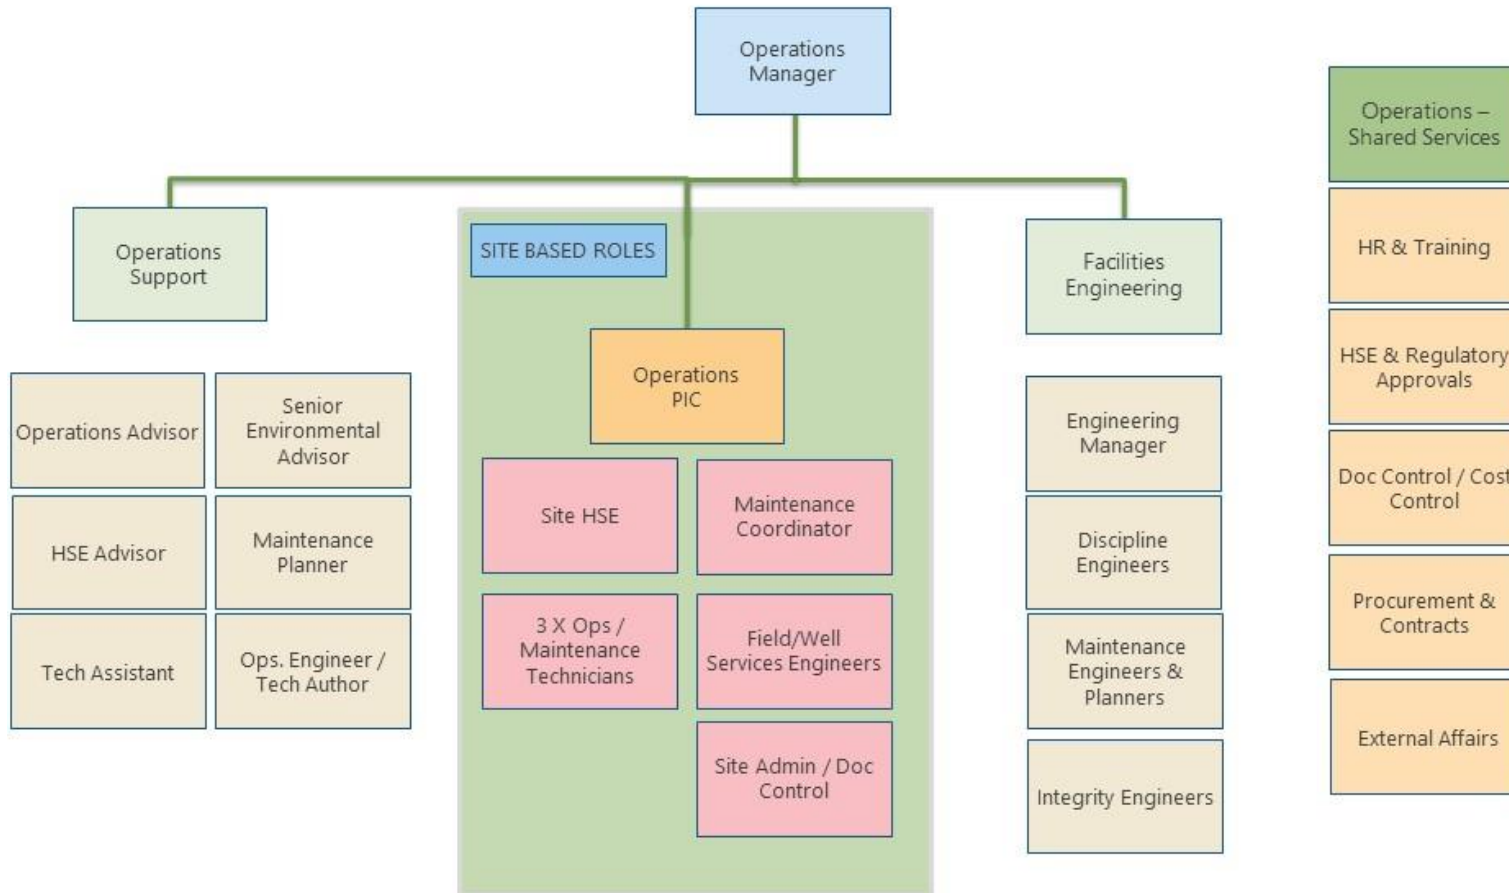 Operations
Manager
Operations –
Shared Services
Operations
Support
SITE BASED ROLES
Facilities
Engineering
HR & Training
Operations
PIC
HSE & Regulatory
Approvals
Operations Advisor
Senior
Environmental
Advisor
Engineering
Manager
Site HSE
Maintenance
Coordinator
Doc Control / Cost
Control
HSE Advisor
Maintenance
Planner
Discipline
Engineers
3 X Ops /
Maintenance
Technicians
Field/Well
Services Engineers
Procurement &
Contracts
Tech Assistant
Ops. Engineer /
Tech Author
Maintenance
Engineers &
Planners
Site Admin / Doc
Control
External Affairs
Integrity Engineers